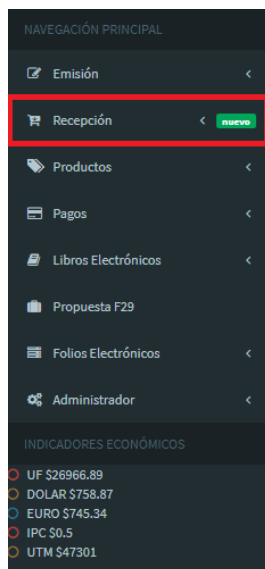 NAVEGACIÓN PRINCIPAL
Emisión
Recepción nuevo
Productos
Pagos
Libros Electrónicos
Propuesta F29
Folios Electrónicos
Administrador
INDICADORES ECONÓMICOS
UF $26966.89
DOLAR $758.87
EURO $745.34
IPC $0.5
UTM $47301